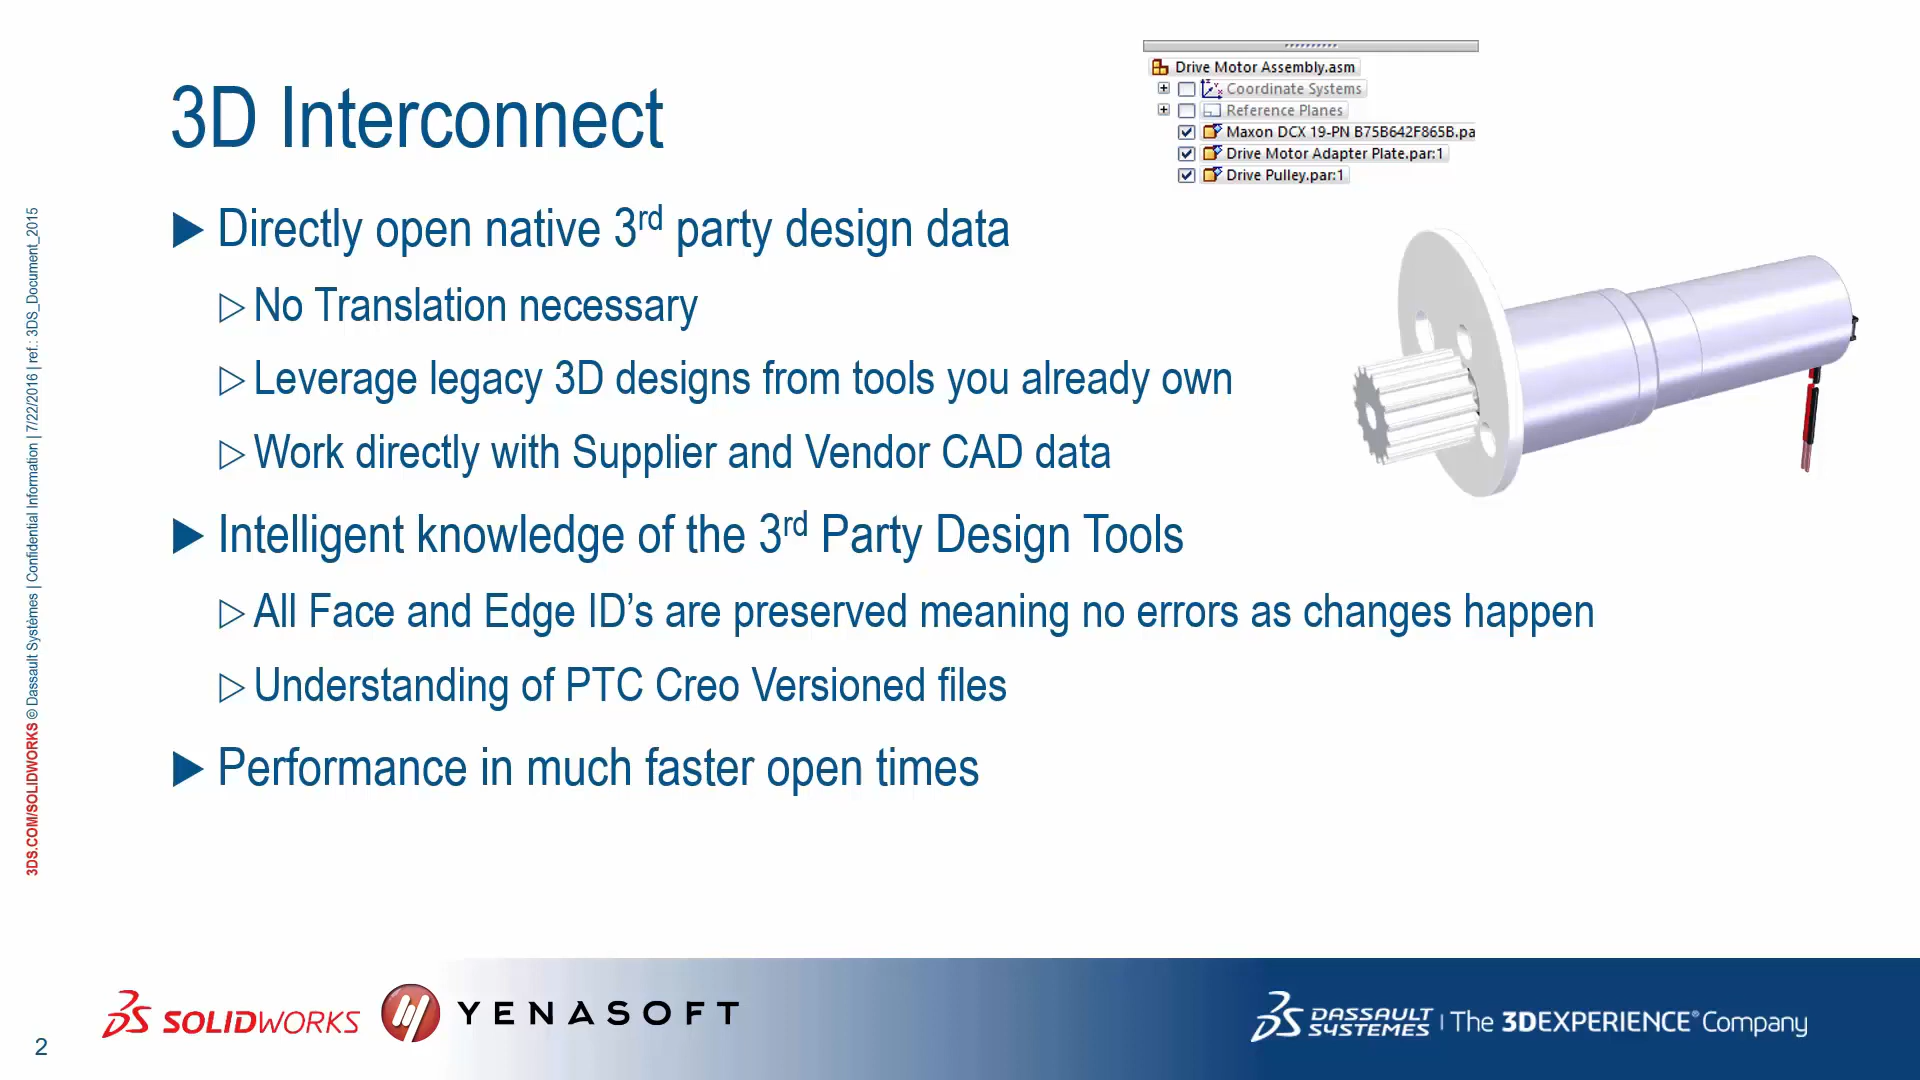 3D Interconnect
Directly open native 3rd party design data
No Translation necessary
Leverage legacy 3D designs from tools you already own
Work directly with Supplier and Vendor CAD data
Intelligent knowledge of the 3rd Party Design Tools
All Face and Edge ID’s are preserved meaning no errors as changes happen
Understanding of PTC Creo Versioned files
Performance in much faster open times
Drive Motor Assembly.asm
Coordinate Systems
Reference Planes
Maxon DCX 19-PN B75B642F865B.pa
Drive Motor Adapter Plate.par:1
Drive Pulley.par:1
3DS.COM/SOLIDWORKS © Dassault Systèmes | Confidential Information | 7/22/2016 | ref.: 3DS_Document_2015
2
SOLIDWORKS
YENASOFT
DASSAULT SYSTEMES | The 3DEXPERIENCE® Company